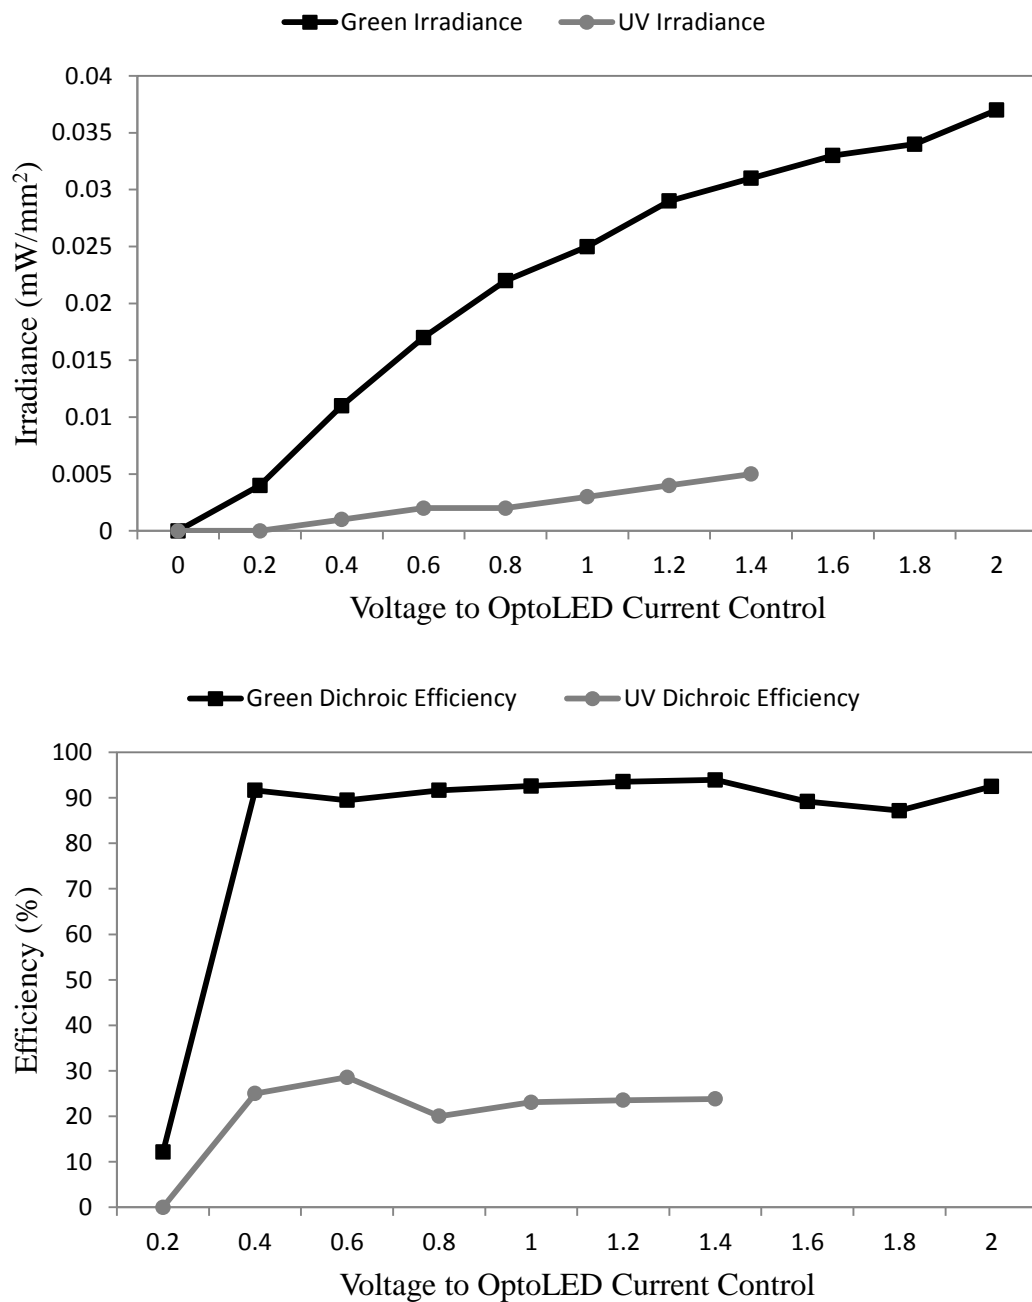 Green Irradiance UV Irradiance
0.04
0.035
0.03
0.025
0.02
0.015
0.01
0.005
0
Irradiance (mW/mm²)
0 0.2 0.4 0.6 0.8 1 1.2 1.4 1.6 1.8 2
Voltage to OptoLED Current Control
Green Dichroic Efficiency UV Dichroic Efficiency
100
90
80
70
60
50
40
30
20
10
0
Efficiency (%)
0.2 0.4 0.6 0.8 1 1.2 1.4 1.6 1.8 2
Voltage to OptoLED Current Control